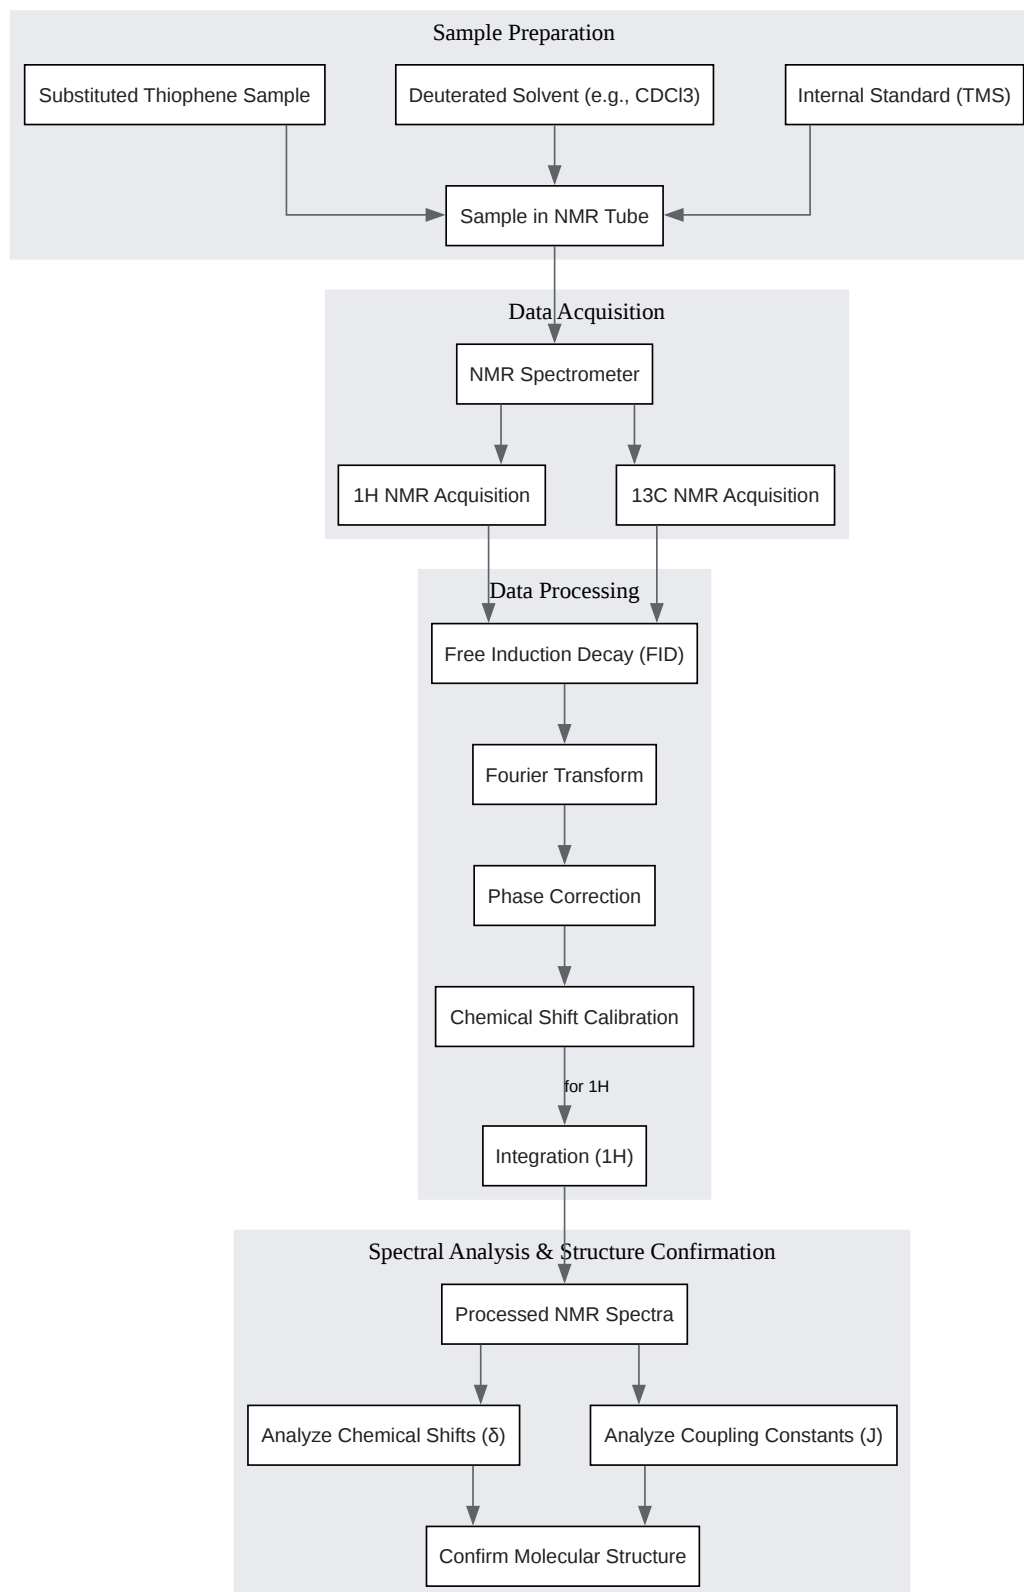 Sample Preparation
Substituted Thiophene Sample
Deuterated Solvent (e.g., CDCl3)
Internal Standard (TMS)
Sample in NMR Tube
Data Acquisition
NMR Spectrometer
1H NMR Acquisition
13C NMR Acquisition
Data Processing
Free Induction Decay (FID)
Fourier Transform
Phase Correction
Chemical Shift Calibration
for 1H
Integration (1H)
Spectral Analysis & Structure Confirmation
Processed NMR Spectra
Analyze Chemical Shifts (δ)
Analyze Coupling Constants (J)
Confirm Molecular Structure